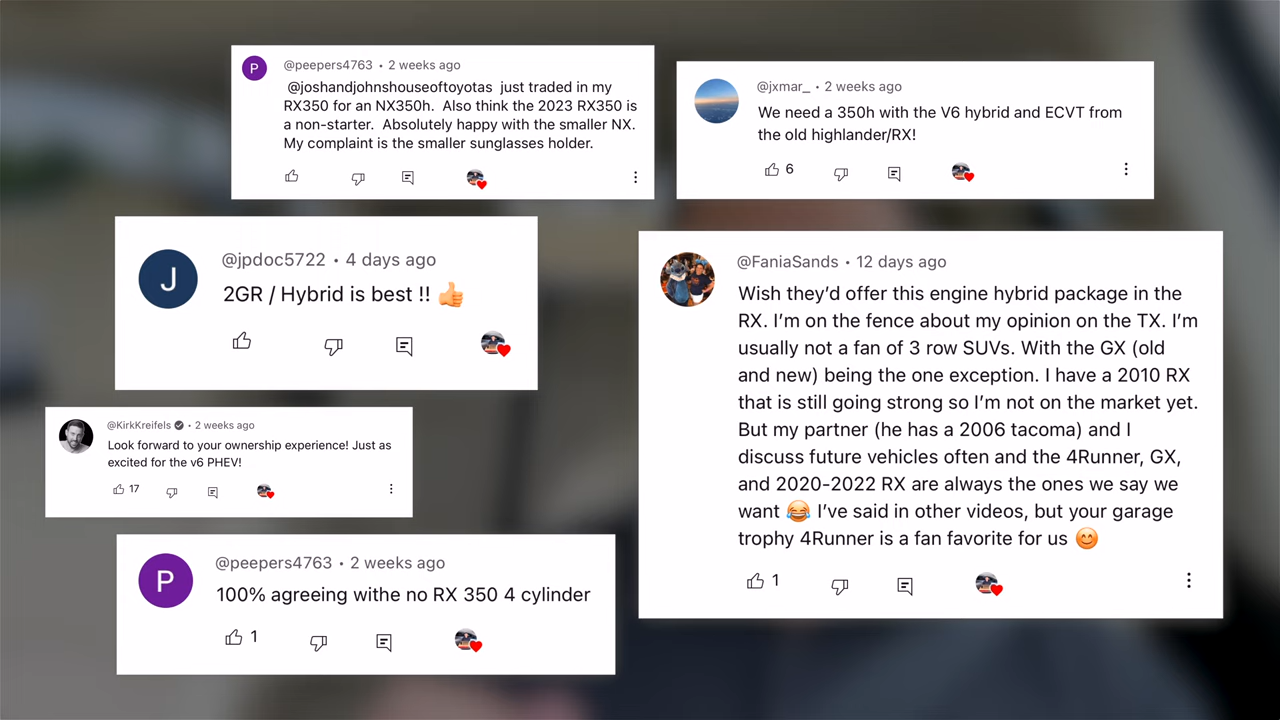 @peepers4763 • 2 weeks ago
@joshandjohnshouseoftoyotas just traded in my
RX350 for an NX350h. Also think the 2023 RX350 is
a non-starter. Absolutely happy with the smaller NX.
My complaint is the smaller sunglasses holder.
@jxmar_ • 2 weeks ago
We need a 350h with the V6 hybrid and ECVT from
the old highlander/RX!
6
@jpdoc5722 • 4 days ago
2GR / Hybrid is best !! 👍
@FaniaSands • 12 days ago
Wish they'd offer this engine hybrid package in the
RX. I'm on the fence about my opinion on the TX. I'm
usually not a fan of 3 row SUVs. With the GX (old
and new) being the one exception. I have a 2010 RX
that is still going strong so I'm not on the market yet.
But my partner (he has a 2006 tacoma) and I
discuss future vehicles often and the 4Runner, GX,
and 2020-2022 RX are always the ones we say we
want 😂 I've said in other videos, but your garage
trophy 4Runner is a fan favorite for us 😊
1
@KirkKreifels • 2 weeks ago
Look forward to your ownership experience! Just as
excited for the v6 PHEV!
17
@peepers4763 • 2 weeks ago
100% agreeing withe no RX 350 4 cylinder
1
P
J
P